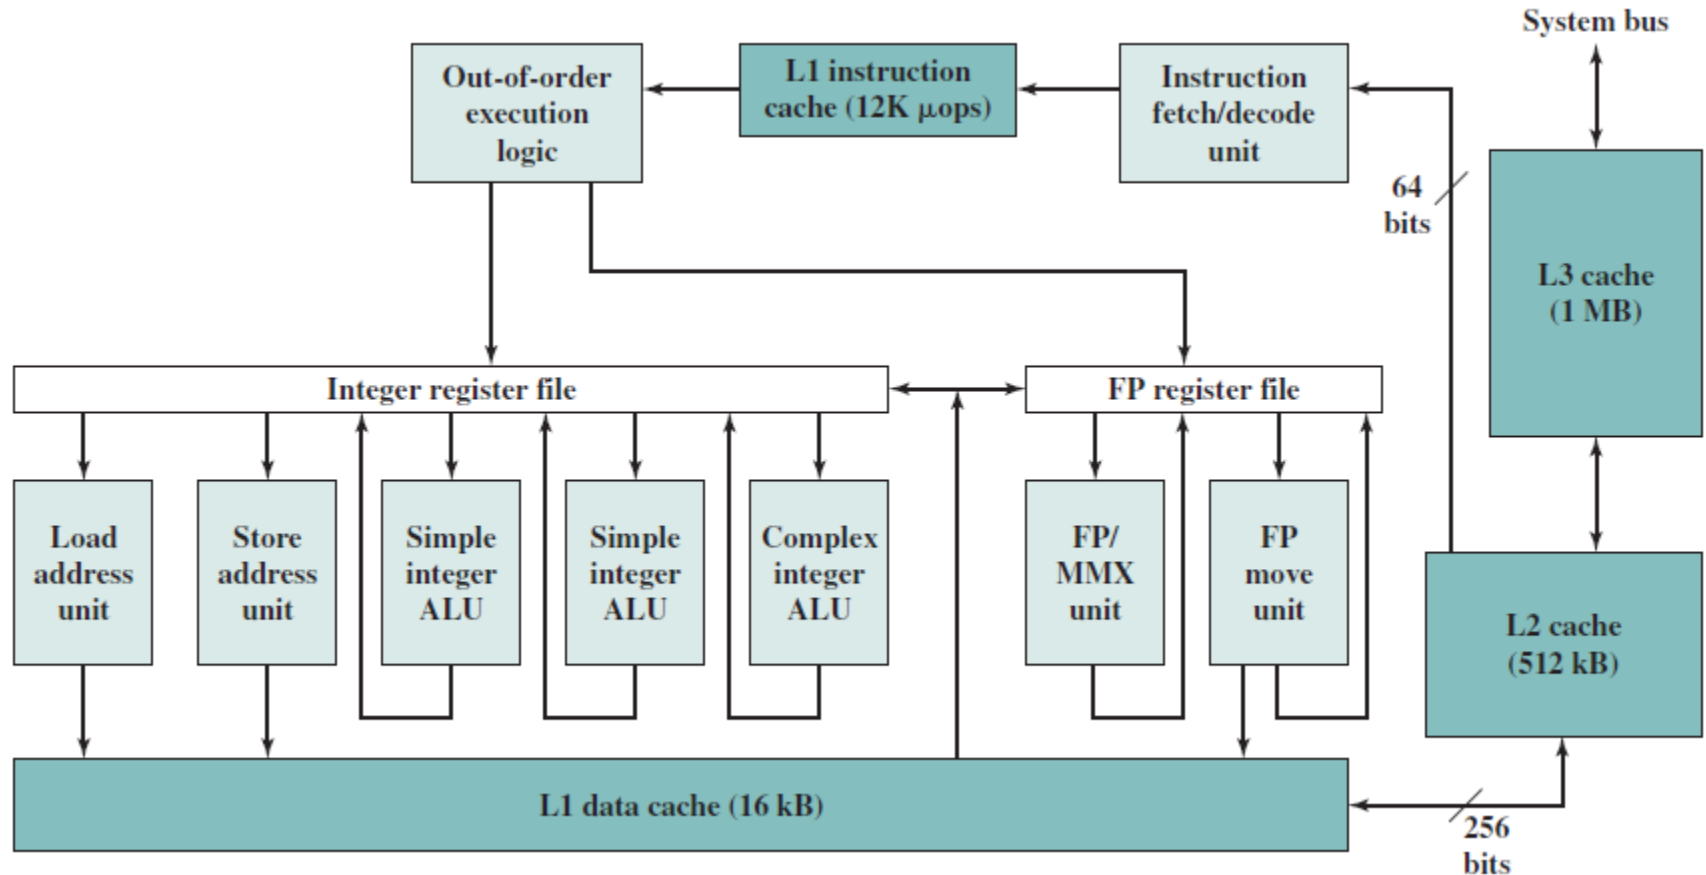 System bus
Out-of-order
execution
logic
L1 instruction
cache (12K μops)
Instruction
fetch/decode
unit
64
bits
L3 cache
(1 MB)
Integer register file
FP register file
Load
address
unit
Store
address
unit
Simple
integer
ALU
Simple
integer
ALU
Complex
integer
ALU
FP/
MMX
unit
FP
move
unit
L2 cache
(512 kB)
L1 data cache (16 kB)
256
bits